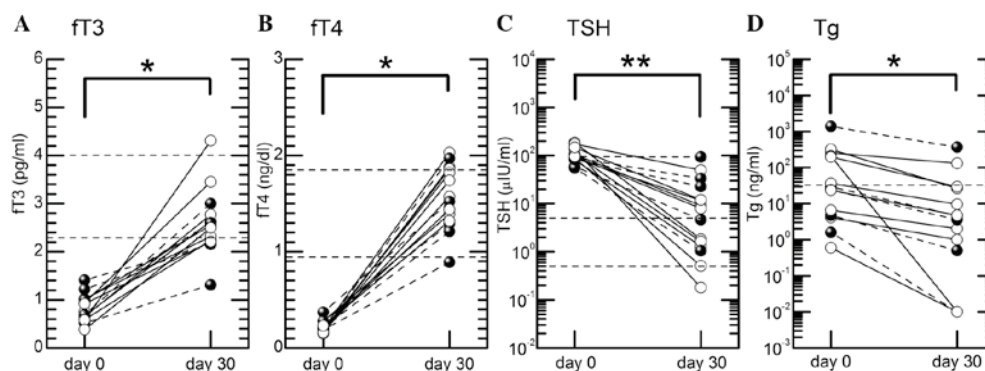 A fT3
*
fT3 (pg/ml)
6
5
4
3
2
1
0
day 0 day 30
B fT4
*
fT4 (ng/dl)
3
2
1
0
day 0 day 30
C TSH
**
TSH (μIU/ml)
10⁴
10³
10²
10¹
10⁰
10⁻¹
10⁻²
day 0 day 30
D Tg
*
Tg (ng/ml)
10⁵
10⁴
10³
10²
10¹
10⁰
10⁻¹
10⁻²
10⁻³
day 0 day 30